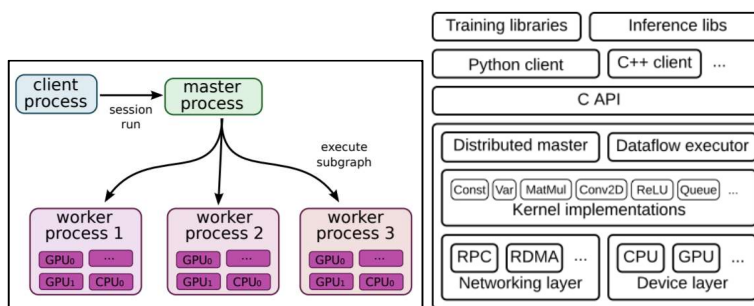 client
process
session
run
master
process
execute
subgraph
worker
process 1
GPU₀ ...
GPU₁ CPU₀
worker
process 2
GPU₀ ...
GPU₁ CPU₀
worker
process 3
GPU₀ ...
GPU₁ CPU₀
Training libraries Inference libs
Python client C++ client ...
C API
Distributed master Dataflow executor
Const Var MatMul Conv2D ReLU Queue ...
Kernel implementations
RPC RDMA ...
Networking layer
CPU GPU ...
Device layer